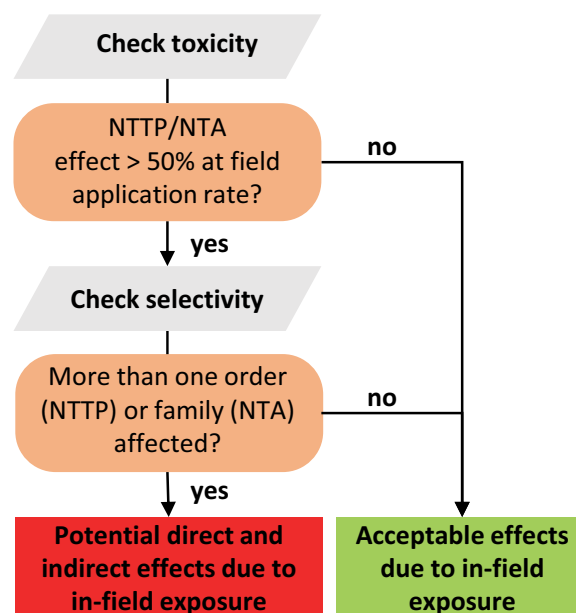 Check toxicity
NTTP/NTA
effect > 50% at field
application rate?
no
yes
Check selectivity
More than one order
(NTTP) or family (NTA)
affected?
no
yes
Potential direct and
indirect effects due to
in-field exposure
Acceptable effects
due to in-field
exposure